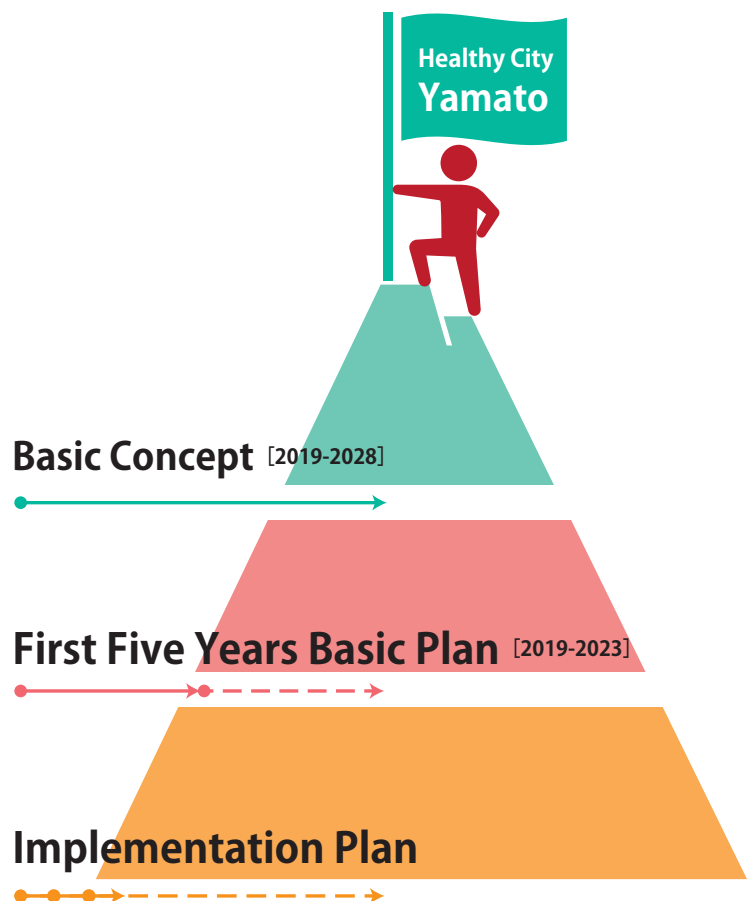 Healthy City
Yamato
Basic Concept [2019-2028]
First Five Years Basic Plan [2019-2023]
Implementation Plan